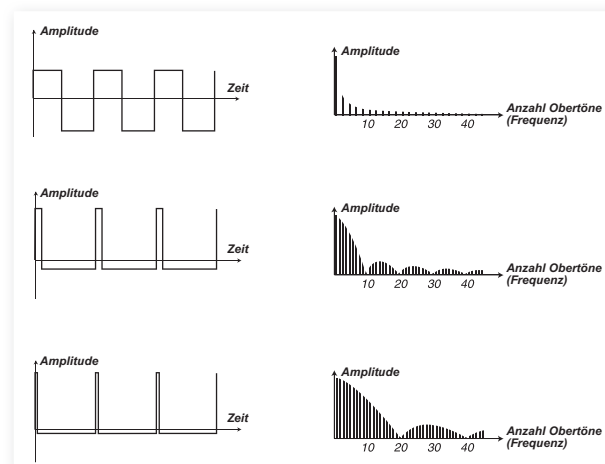 Amplitude
Zeit
Amplitude
Anzahl Obertöne
(Frequenz)
10 20 30 40
Amplitude
Zeit
Amplitude
Anzahl Obertöne
(Frequenz)
10 20 30 40
Amplitude
Zeit
Amplitude
Anzahl Obertöne
(Frequenz)
10 20 30 40